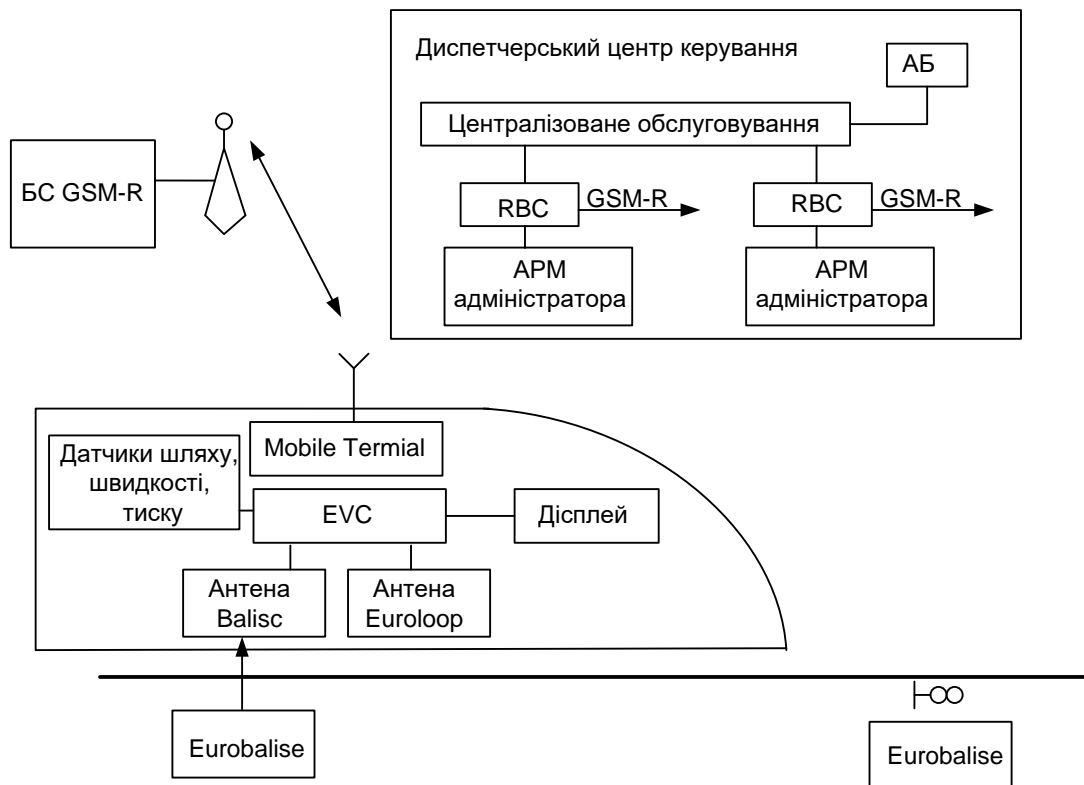 Диспетчерський центр керування
АБ
Централізоване обслуговування
БС GSM-R
RBC
GSM-R
RBC
GSM-R
АРМ
адміністратора
АРМ
адміністратора
Mobile Termial
Датчики шляху,
швидкості,
тиску
EVC
Дісплей
Антена
Balisc
Антена
Euroloop
Eurobalise
Eurobalise